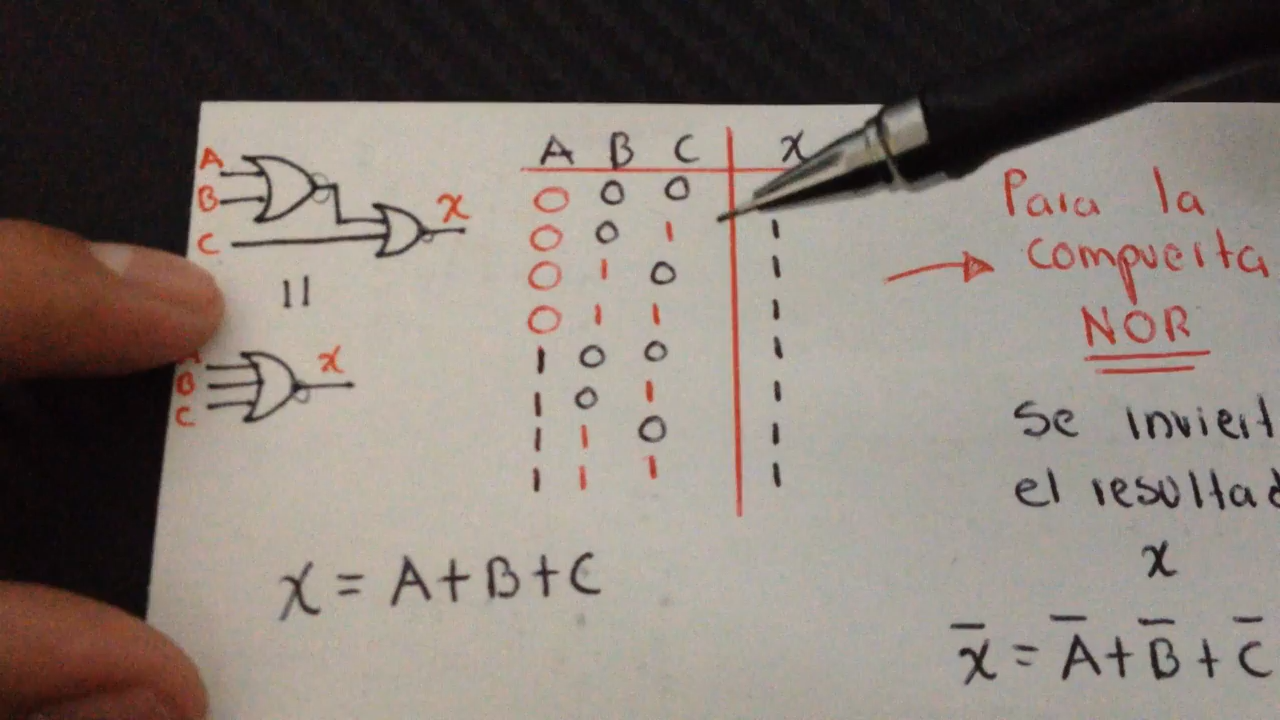 A
B
C
x
||
B
C
x
A B C x
0 0 0
0 0 1 1
0 1 0 1
0 1 1 1
1 0 0 1
1 0 1 1
1 1 0 1
1 1 1 1
x = A+B+C
Para la
compuerta
NOR
Se inviert
el resultad
x
x̅ = A̅+B̅+C̅